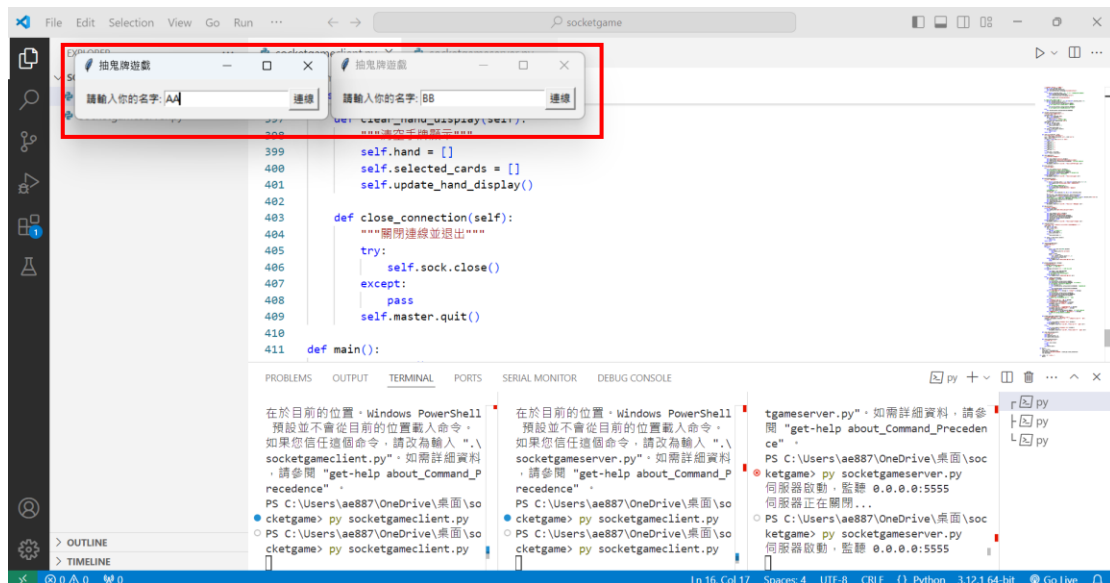 File Edit Selection View Go Run ··· socketgame
抽鬼牌遊戲
請輸入你的名字: AA 連線
抽鬼牌遊戲
請輸入你的名字: BB 連線
398 """清空手牌顯示"""
399 self.hand = []
400 self.selected_cards = []
401 self.update_hand_display()
402
403 def close_connection(self):
404 """關閉連線並退出"""
405 try:
406 self.sock.close()
407 except:
408 pass
409 self.master.quit()
410
411 def main():
PROBLEMS OUTPUT TERMINAL PORTS SERIAL MONITOR DEBUG CONSOLE py
在於目前的位置。Windows PowerShell
預設並不會從目前的位置載入命令。
如果您信任這個命令，請改為輸入 ".\
socketgameclient.py"。如需詳細資料
，請參閱 "get-help about_Command_P
recedence" 。
PS C:\Users\ae887\OneDrive\桌面\so
cketgame> py socketgameclient.py
PS C:\Users\ae887\OneDrive\桌面\so
cketgame> py socketgameclient.py
在於目前的位置。Windows PowerShell
預設並不會從目前的位置載入命令。
如果您信任這個命令，請改為輸入 ".\
socketgameserver.py"。如需詳細資料
，請參閱 "get-help about_Command_P
recedence" 。
PS C:\Users\ae887\OneDrive\桌面\so
cketgame> py socketgameclient.py
PS C:\Users\ae887\OneDrive\桌面\so
cketgame> py socketgameclient.py
tgameserver.py"。如需詳細資料，請參
閱 "get-help about_Command_Preceden
ce" 。
PS C:\Users\ae887\OneDrive\桌面\soc
ketgame> py socketgameserver.py
伺服器啟動，監聽 0.0.0.0:5555
伺服器正在關閉...
PS C:\Users\ae887\OneDrive\桌面\soc
ketgame> py socketgameserver.py
伺服器啟動，監聽 0.0.0.0:5555
py
py
py
OUTLINE
TIMELINE
0 0 0 Ln 16, Col 17 Spaces: 4 UTF-8 CRLF {} Python 3.12.1 64-bit Go Live